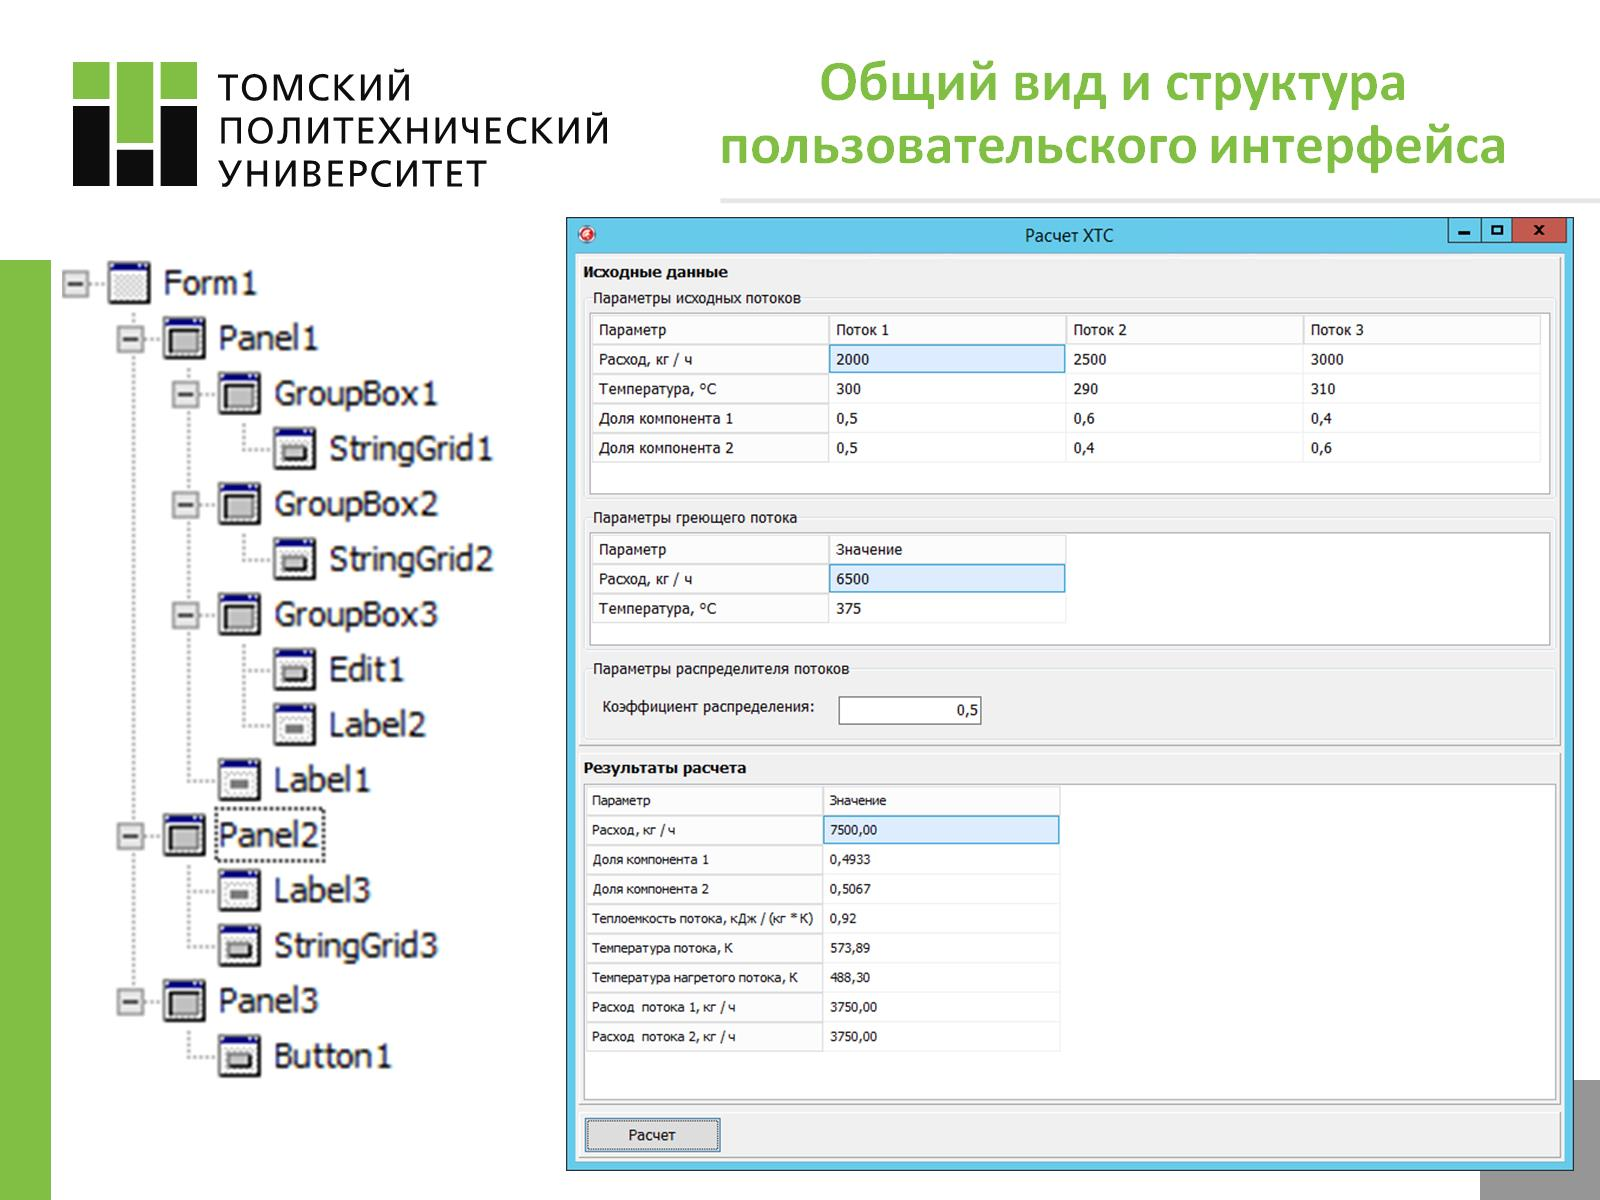 ТОМСКИЙ
ПОЛИТЕХНИЧЕСКИЙ
УНИВЕРСИТЕТ
Общий вид и структура
пользовательского интерфейса
Form1
Panel1
GroupBox1
StringGrid1
GroupBox2
StringGrid2
GroupBox3
Edit1
Label2
Label1
Panel2
Label3
StringGrid3
Panel3
Button1
Расчет ХТС
Исходные данные
Параметры исходных потоков
Параметр Поток 1 Поток 2 Поток 3
Расход, кг / ч 2000 2500 3000
Температура, °С 300 290 310
Доля компонента 1 0,5 0,6 0,4
Доля компонента 2 0,5 0,4 0,6
Параметры греющего потока
Параметр Значение
Расход, кг / ч 6500
Температура, °С 375
Параметры распределителя потоков
Коэффициент распределения: 0,5
Результаты расчета
Параметр Значение
Расход, кг / ч 7500,00
Доля компонента 1 0,4933
Доля компонента 2 0,5067
Теплоемкость потока, кДж / (кг * К) 0,92
Температура потока, К 573,89
Температура нагретого потока, К 488,30
Расход потока 1, кг / ч 3750,00
Расход потока 2, кг / ч 3750,00
Расчет